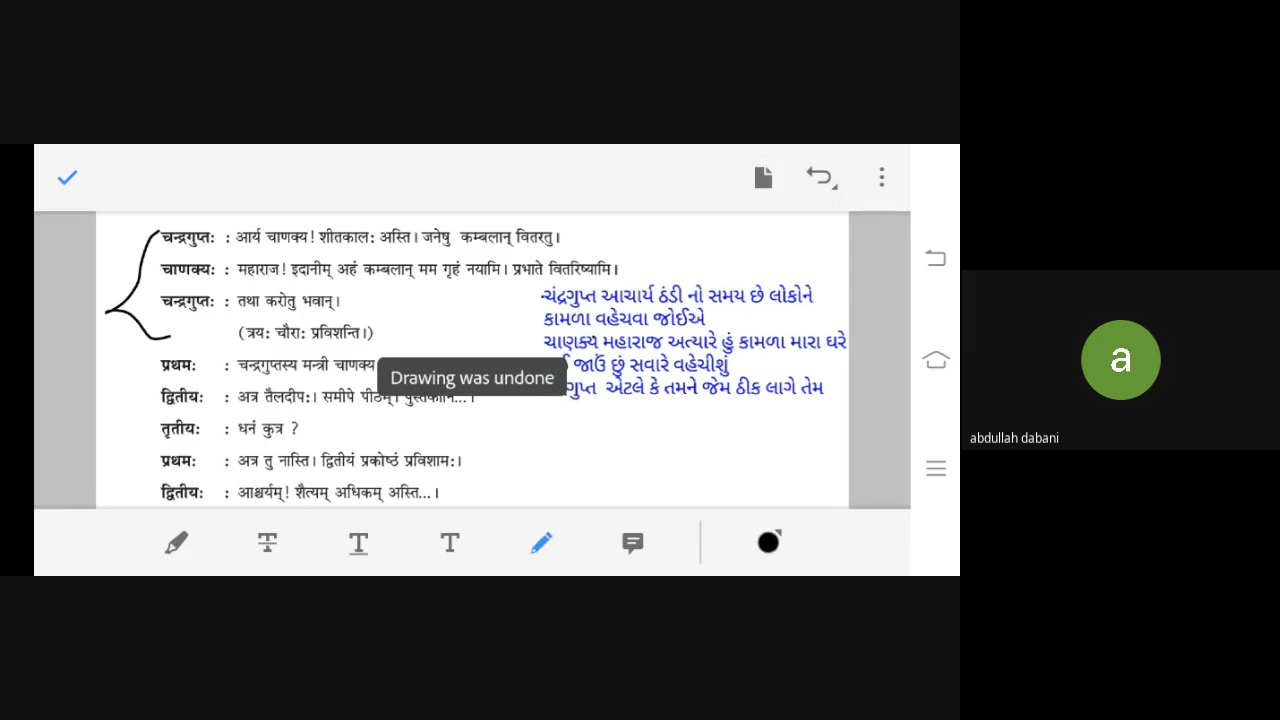 चन्द्रगुप्तः : आर्य चाणक्य! शीतकालः अस्ति। जनेषु कम्बलान् वितरतु।
चाणक्यः : महाराज! इदानीम् अहं कम्बलान् मम गृहं नयामि। प्रभाते वितरिष्यामि।
चन्द्रगुप्तः : तथा करोतु भवान्।
(त्रयः चौराः प्रविशन्ति।)
प्रथमः : चन्द्रगुप्तस्य मन्त्री चाणक्य
द्वितीयः : अत्र तैलदीपः। समीपे पीठम्। पुस्तकानि...।
तृतीयः : धनं कुत्र ?
प्रथमः : अत्र तु नास्ति। द्वितीयं प्रकोष्ठं प्रविशामः।
द्वितीयः : आश्चर्यम्! शैत्यम् अधिकम् अस्ति...।
ચંદ્રગુપ્ત આચાર્ય ઠંડી નો સમય છે લોકોને
કામળા વહેચવા જોઈએ
ચાણક્ય મહારાજ અત્યારે હું કામળા મારા ઘરે
જાઉં છું સવારે વહેચીશું
ગુપ્ત એટલે કે તમને જેમ ઠીક લાગે તેમ
Drawing was undone
a
abdullah dabani